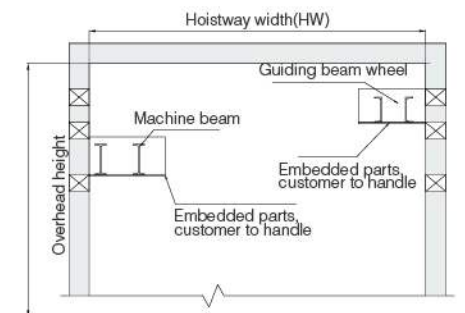 Hoistway width(HW)
Guiding beam wheel
Machine beam
Overhead height
Embedded parts,
customer to handle
Embedded parts,
customer to handle